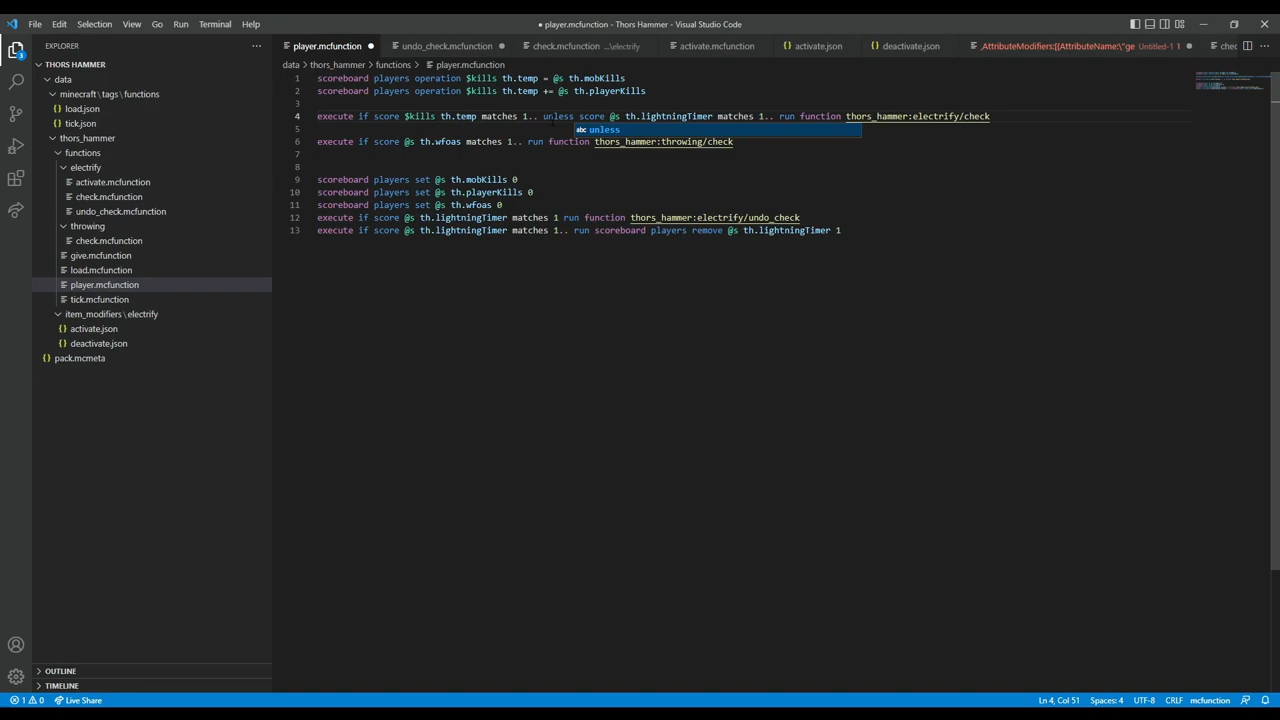 File Edit Selection View Go Run Terminal Help
● player.mcfunction - Thors Hammer - Visual Studio Code
EXPLORER
THORS HAMMER
data
minecraft\tags\functions
load.json
tick.json
thors_hammer
functions
electrify
activate.mcfunction
check.mcfunction
undo_check.mcfunction
throwing
check.mcfunction
give.mcfunction
load.mcfunction
player.mcfunction
tick.mcfunction
item_modifiers\electrify
activate.json
deactivate.json
pack.mcmeta
OUTLINE
TIMELINE
player.mcfunction undo_check.mcfunction check.mcfunction ...\electrify activate.mcfunction activate.json deactivate.json ,AttributeModifiers:[{AttributeName:\"ge Untitled-1 1 chec
data > thors_hammer > functions > player.mcfunction
1 scoreboard players operation $kills th.temp = @s th.mobKills
2 scoreboard players operation $kills th.temp += @s th.playerKills
3
4 execute if score $kills th.temp matches 1.. unless score @s th.lightningTimer matches 1.. run function thors_hammer:electrify/check
abc unless
5
6 execute if score @s th.wfoas matches 1.. run function thors_hammer:throwing/check
7
8
9 scoreboard players set @s th.mobKills 0
10 scoreboard players set @s th.playerKills 0
11 scoreboard players set @s th.wfoas 0
12 execute if score @s th.lightningTimer matches 1 run function thors_hammer:electrify/undo_check
13 execute if score @s th.lightningTimer matches 1.. run scoreboard players remove @s th.lightningTimer 1
1 0 Live Share
Ln 4, Col 51 Spaces: 4 UTF-8 CRLF mcfunction